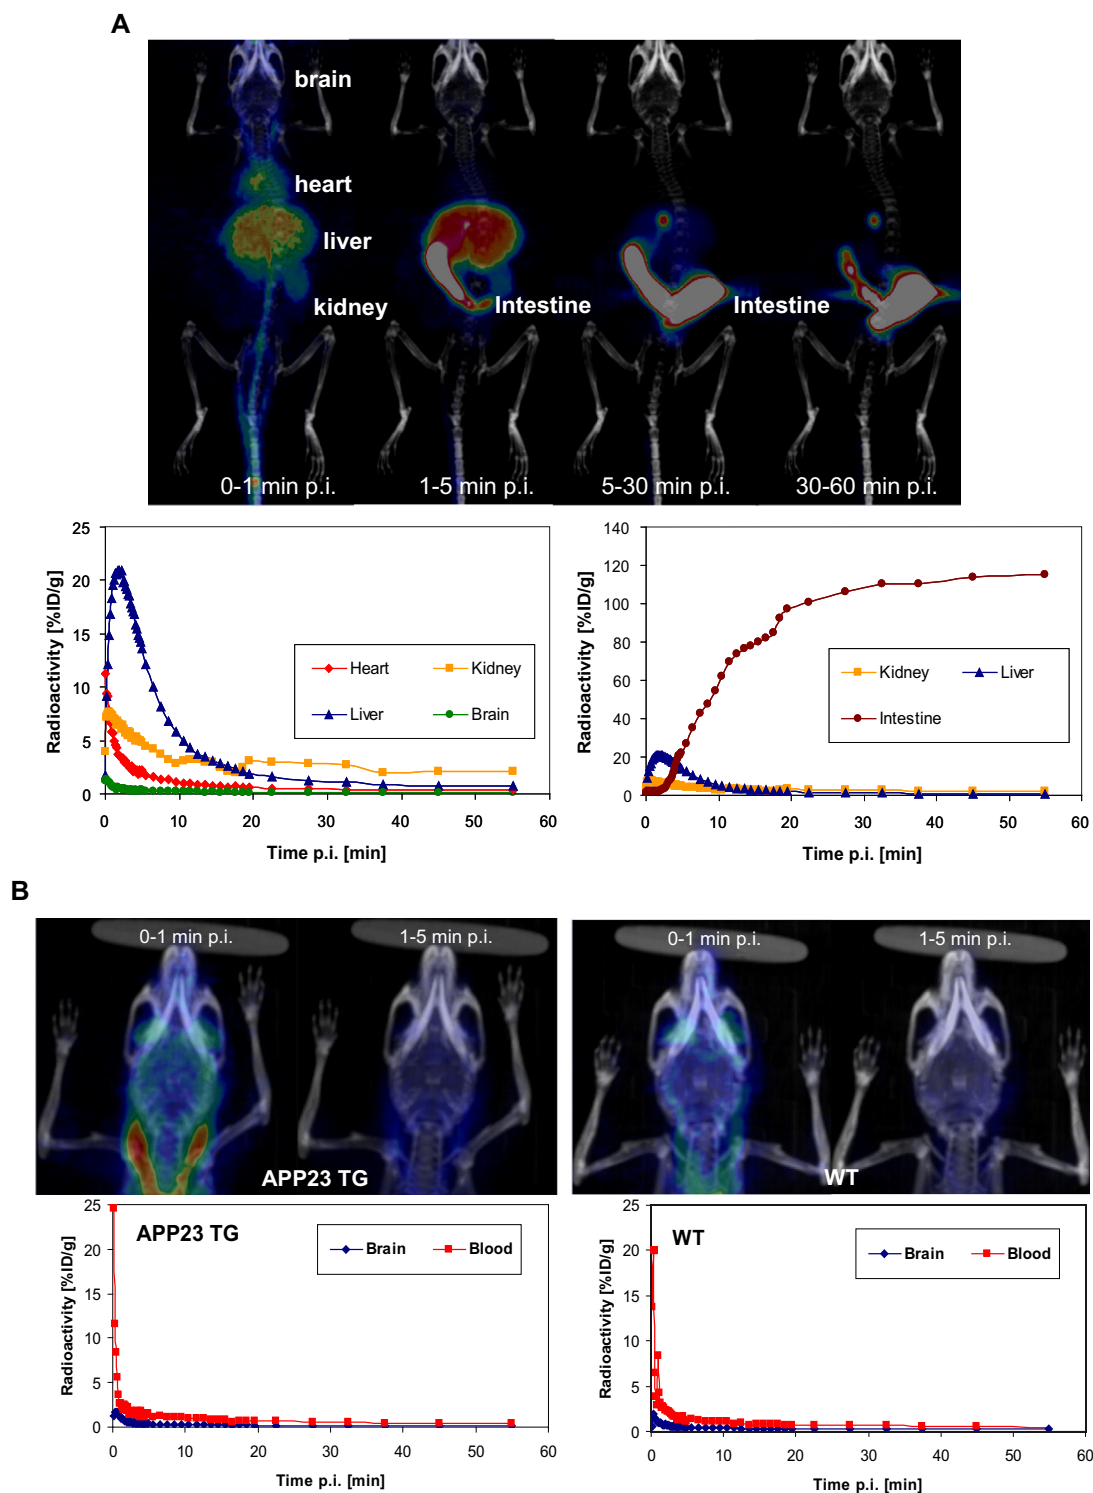 A
brain
heart
liver
kidney
Intestine
Intestine
0-1 min p.i.
1-5 min p.i.
5-30 min p.i.
30-60 min p.i.
Radioactivity [%ID/g]
25
20
15
10
5
0
Heart
Kidney
Liver
Brain
0 10 20 30 40 50 60
Time p.i. [min]
Radioactivity [%ID/g]
140
120
100
80
60
40
20
0
Kidney
Liver
Intestine
0 10 20 30 40 50 60
Time p.i. [min]
B
0-1 min p.i.
1-5 min p.i.
APP23 TG
0-1 min p.i.
1-5 min p.i.
WT
Radioactivity [%ID/g]
25
20
15
10
5
0
APP23 TG
Brain
Blood
0 10 20 30 40 50 60
Time p.i. [min]
Radioactivity [%ID/g]
25
20
15
10
5
0
WT
Brain
Blood
0 10 20 30 40 50 60
Time p.i. [min]